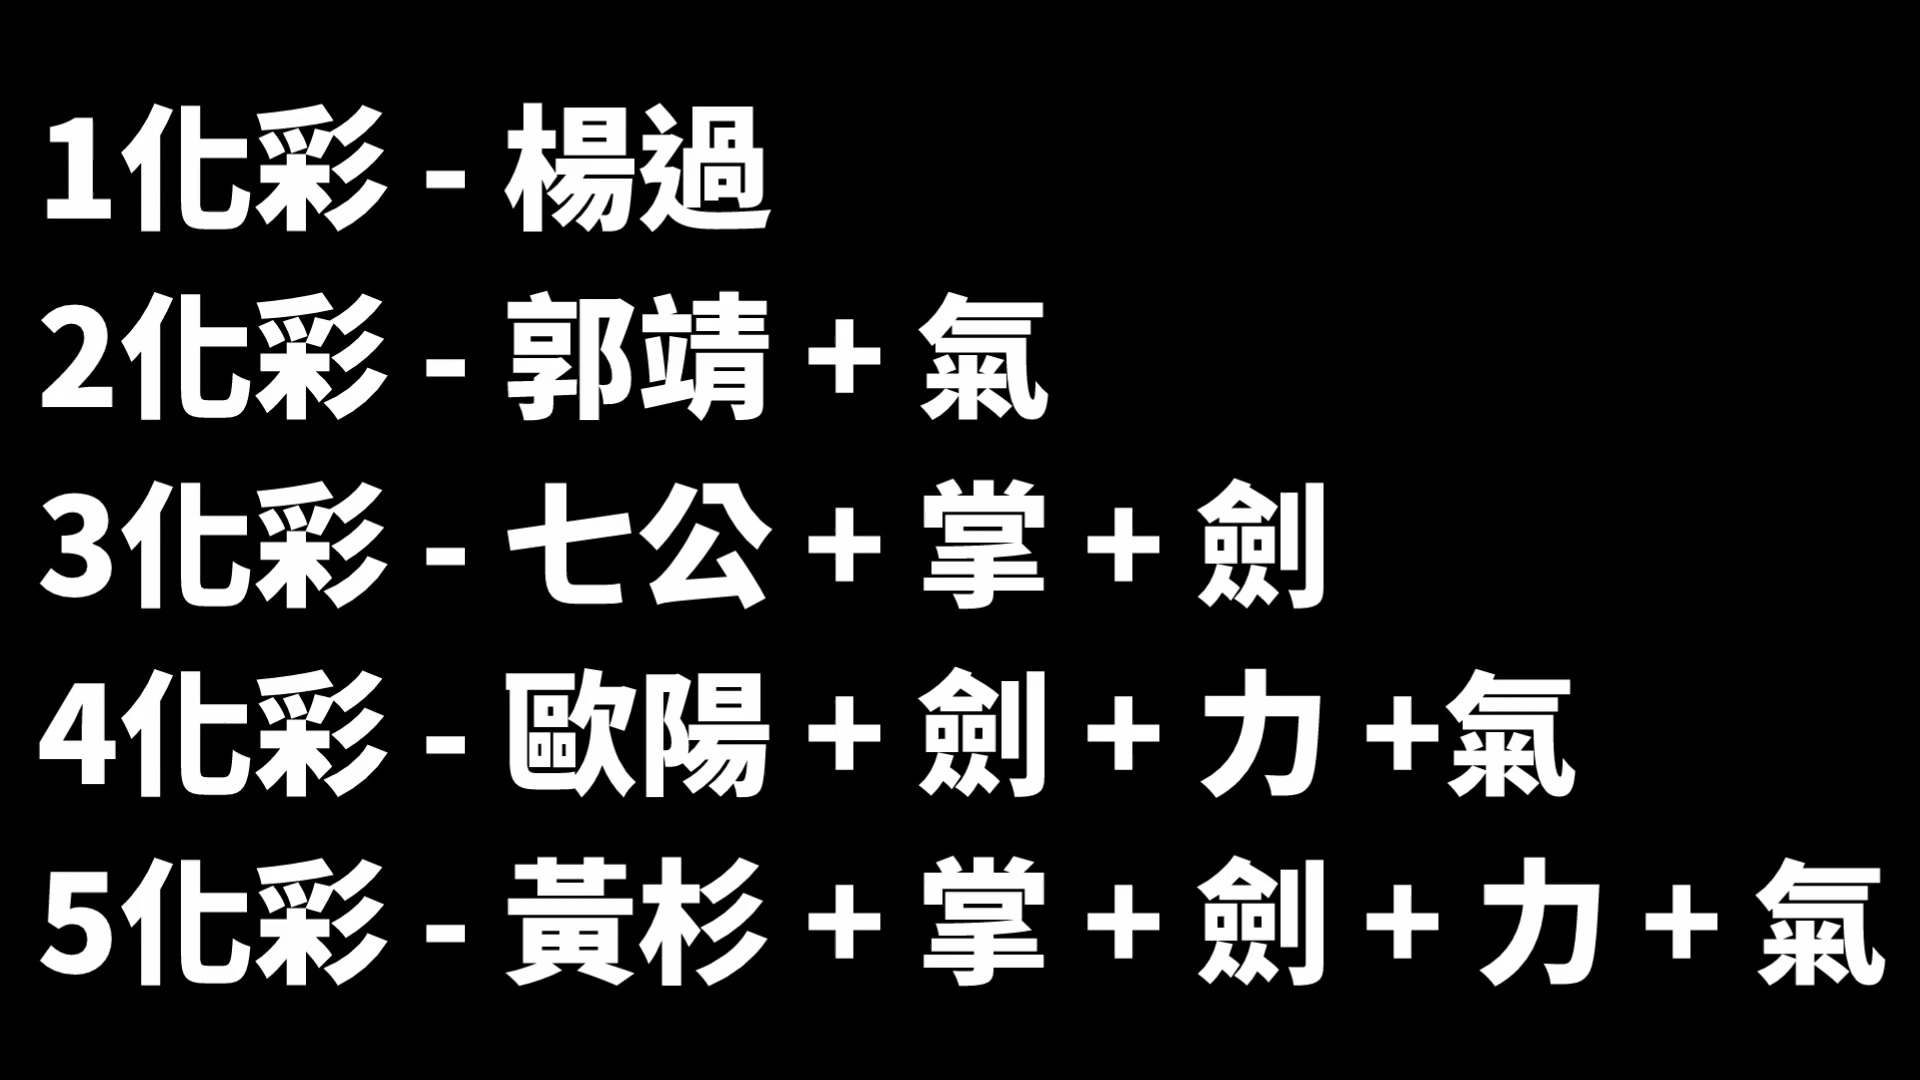 1化彩 - 楊過
2化彩 - 郭靖 + 氣
3化彩 - 七公 + 掌 + 劍
4化彩 - 歐陽 + 劍 + 力 +氣
5化彩 - 黃杉 + 掌 + 劍 + 力 + 氣